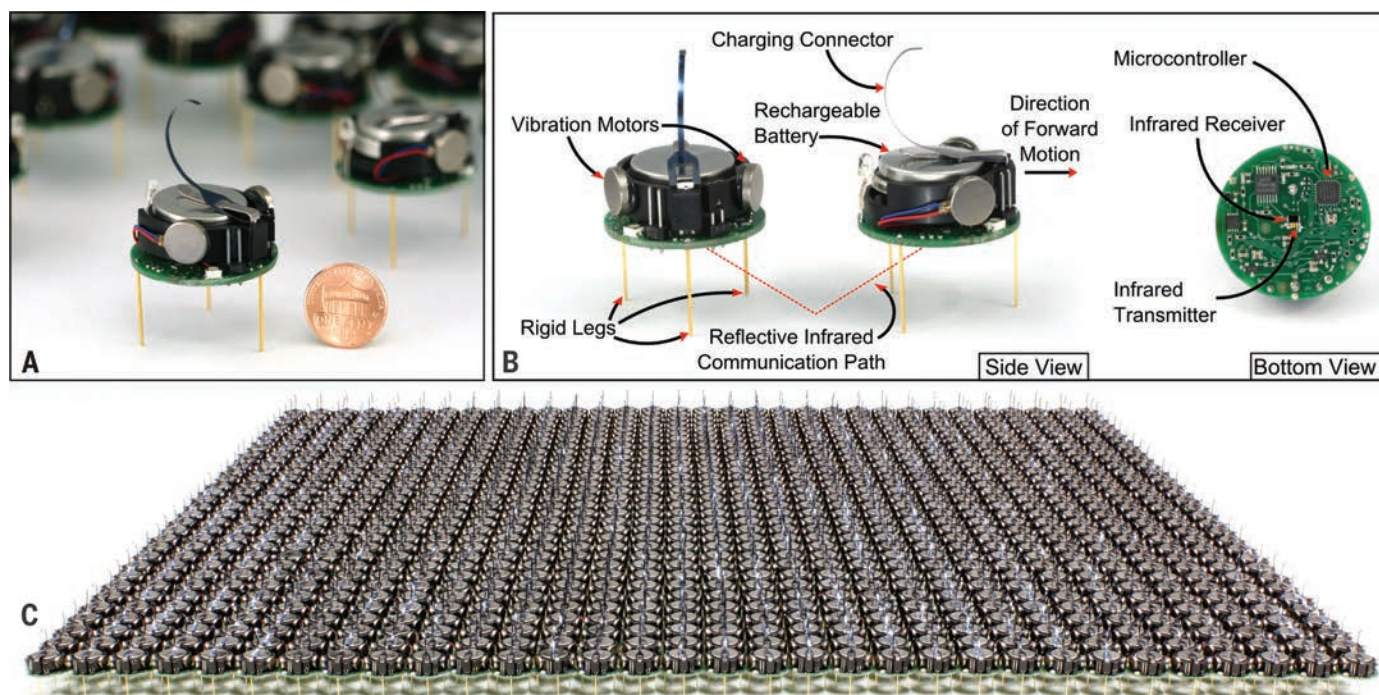 A
Vibration Motors
Rigid Legs
Charging Connector
Rechargeable
Battery
Direction
of Forward
Motion
Reflective Infrared
Communication Path
Side View
Microcontroller
Infrared Receiver
Infrared
Transmitter
Bottom View
B
C